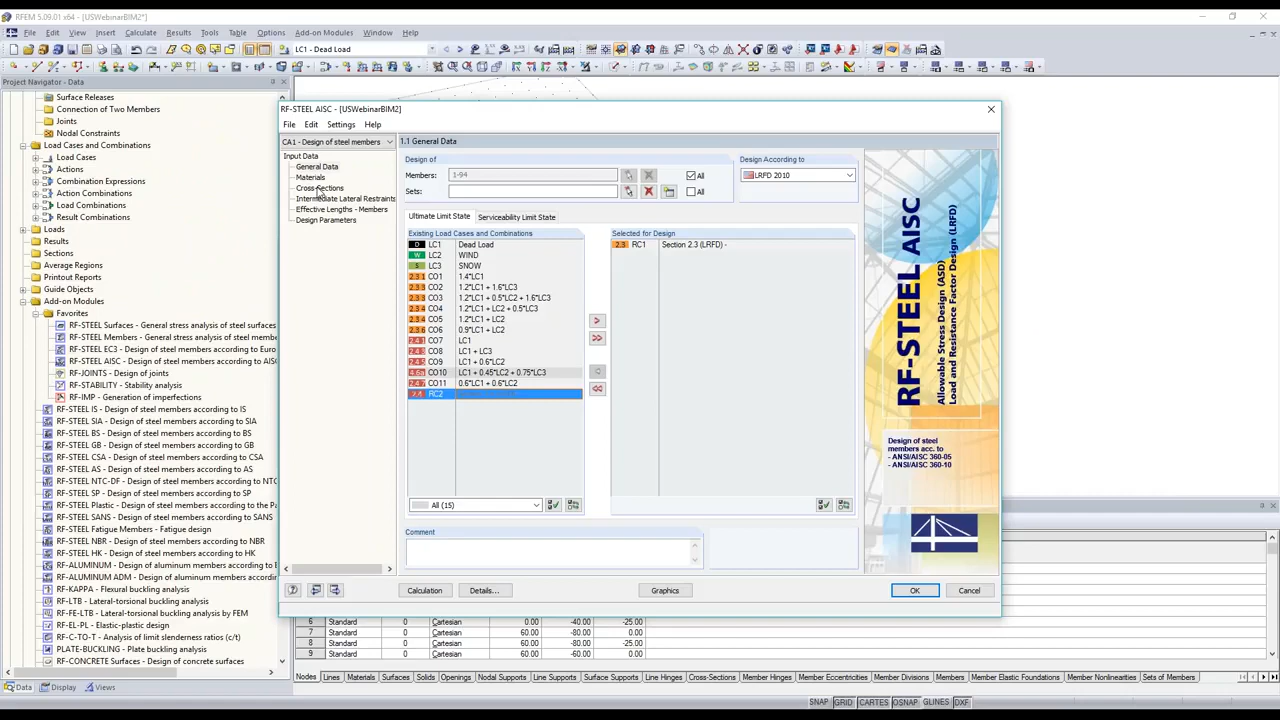 RFEM 5.09.01 x64 - [USWebinarBIM2*]
File Edit View Insert Calculate Results Tools Table Options Add-on Modules Window Help
LC1 - Dead Load
Project Navigator - Data
Surface Releases
Connection of Two Members
Joints
Nodal Constraints
Load Cases and Combinations
Load Cases
Actions
Combination Expressions
Action Combinations
Load Combinations
Result Combinations
Loads
Results
Sections
Average Regions
Printout Reports
Guide Objects
Add-on Modules
Favorites
RF-STEEL Surfaces - General stress analysis of steel surfaces
RF-STEEL Members - General stress analysis of steel membe
RF-STEEL EC3 - Design of steel members according to Euro
RF-STEEL AISC - Design of steel members according to AISC
RF-JOINTS - Design of joints
RF-STABILITY - Stability analysis
RF-IMP - Generation of imperfections
RF-STEEL IS - Design of steel members according to IS
RF-STEEL SIA - Design of steel members according to SIA
RF-STEEL BS - Design of steel members according to BS
RF-STEEL GB - Design of steel members according to GB
RF-STEEL CSA - Design of steel members according to CSA
RF-STEEL AS - Design of steel members according to AS
RF-STEEL NTC-DF - Design of steel members according to NTC
RF-STEEL SP - Design of steel members according to SP
RF-STEEL Plastic - Design of steel members according to the Pa
RF-STEEL SANS - Design of steel members according to SANS
RF-STEEL Fatigue Members - Fatigue design
RF-STEEL NBR - Design of steel members according to NBR
RF-STEEL HK - Design of steel members according to HK
RF-ALUMINUM - Design of aluminum members according to E
RF-ALUMINUM ADM - Design of aluminum members according
RF-KAPPA - Flexural buckling analysis
RF-LTB - Lateral-torsional buckling analysis
RF-FE-LTB - Lateral-torsional buckling analysis by FEM
RF-EL-PL - Elastic-plastic design
RF-C-TO-T - Analysis of limit slenderness ratios (c/t)
PLATE-BUCKLING - Plate buckling analysis
RF-CONCRETE Surfaces - Design of concrete surfaces
Data Display Views
RF-STEEL AISC - [USWebinarBIM2]
File Edit Settings Help
CA1 - Design of steel members
Input Data
General Data
Materials
Cross-Sections
Intermediate Lateral Restraints
Effective Lengths - Members
Design Parameters
1.1 General Data
Design of
Members: 1-94 All
Sets: All
Design According to
LRFD 2010
Ultimate Limit State Serviceability Limit State
Existing Load Cases and Combinations
D LC1 Dead Load
W LC2 WIND
S LC3 SNOW
2.3 1 CO1 1.4*LC1
2.3 3 CO2 1.2*LC1 + 1.6*LC3
2.3 3 CO3 1.2*LC1 + 0.5*LC2 + 1.6*LC3
2.3 4 CO4 1.2*LC1 + LC2 + 0.5*LC3
CO5 1.2*LC1 + LC2
2.3 6 CO6 0.9*LC1 + LC2
CO7 LC1
CO8 LC1 + LC3
CO9 LC1 + 0.6*LC2
CO10 LC1 + 0.45*LC2 + 0.75*LC3
CO11 0.6*LC1 + 0.6*LC2
RC2
All (15)
Selected for Design
2.3 RC1 Section 2.3 (LRFD) -
Comment
RF-STEEL AISC
Allowable Stress Design (ASD)
Load and Resistance Factor Design (LRFD)
Design of steel
members acc. to
- ANSI/AISC 360-05
- ANSI/AISC 360-10
Calculation Details... Graphics OK Cancel
6 Standard 0 Cartesian 0.00 -40.00 -25.00
7 Standard 0 Cartesian 60.00 -80.00 0.00
8 Standard 0 Cartesian 60.00 -80.00 -25.00
9 Standard 0 Cartesian 60.00 -60.00 0.00
Nodes Lines Materials Surfaces Solids Openings Nodal Supports Line Supports Surface Supports Line Hinges Cross-Sections Member Hinges Member Eccentricities Member Divisions Members Member Elastic Foundations Member Nonlinearities Sets of Members
SNAP GRID CARTES OSNAP GLINES DXF